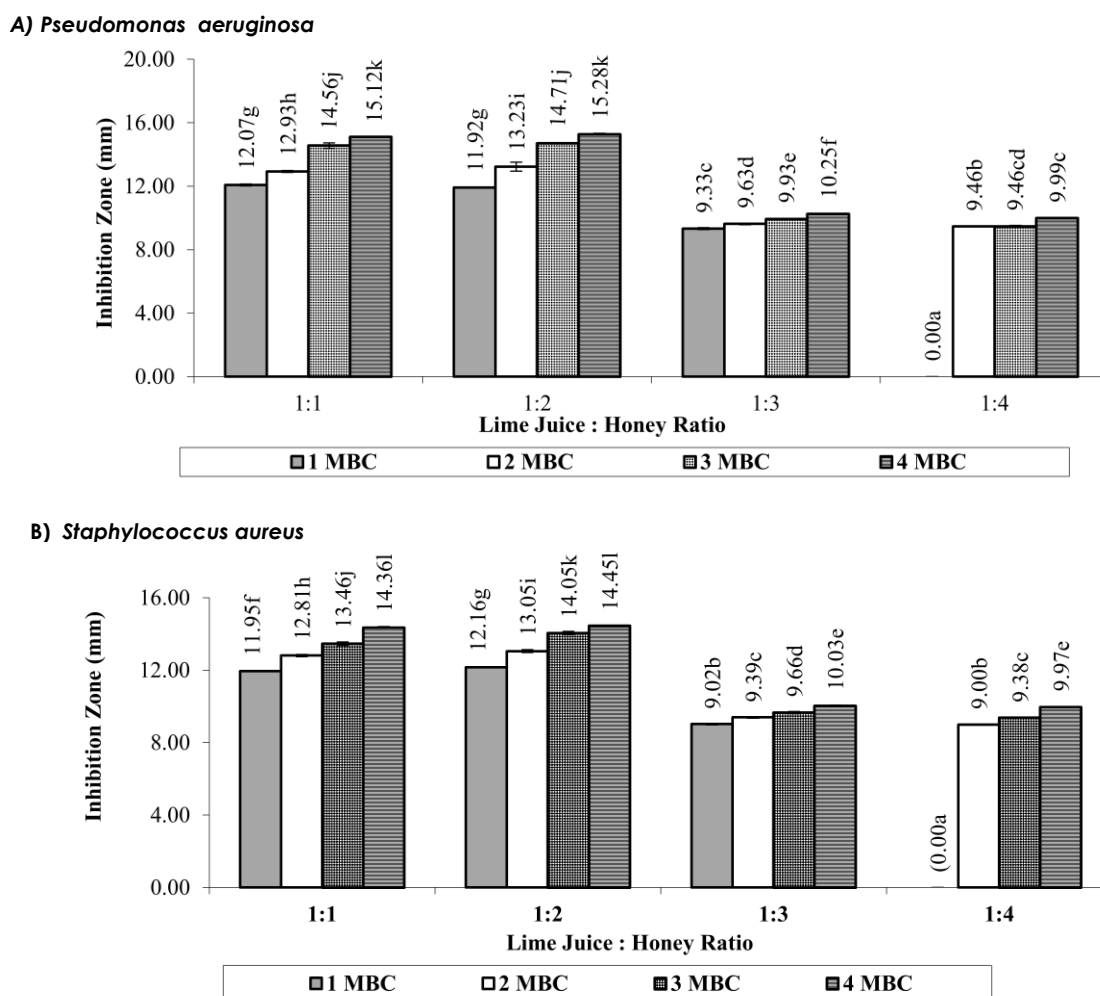 A) Pseudomonas aeruginosa
20.00
16.00
12.00
8.00
4.00
0.00
Inhibition Zone (mm)
12.07g
12.93h
14.56j
15.12k
11.92g
13.23i
14.71j
15.28k
9.33c
9.63d
9.93e
10.25f
0.00a
9.46b
9.46cd
9.99c
1:1 1:2 1:3 1:4
Lime Juice : Honey Ratio
1 MBC 2 MBC 3 MBC 4 MBC
B) Staphylococcus aureus
16.00
12.00
8.00
4.00
0.00
Inhibition Zone (mm)
11.95f
12.81h
13.46j
14.36l
12.16g
13.05i
14.05k
14.45l
9.02b
9.39c
9.66d
10.03e
(0.00a
9.00b
9.38c
9.97e
1:1 1:2 1:3 1:4
Lime Juice : Honey Ratio
1 MBC 2 MBC 3 MBC 4 MBC